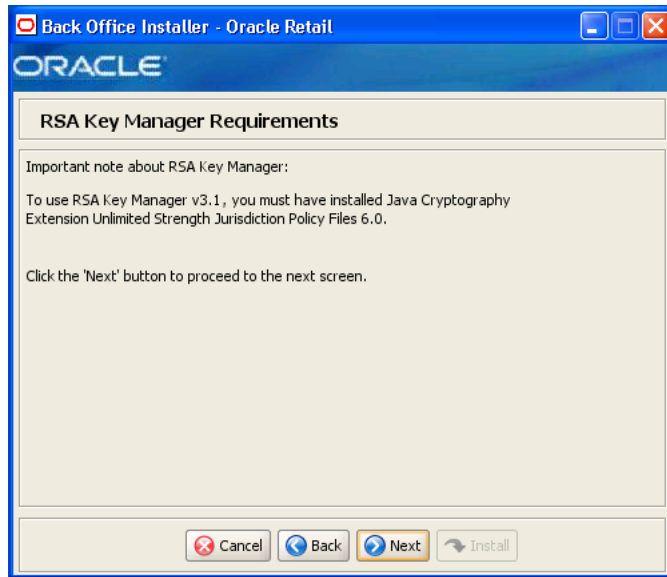 Back Office Installer - Oracle Retail
ORACLE
RSA Key Manager Requirements
Important note about RSA Key Manager:
To use RSA Key Manager v3.1, you must have installed Java Cryptography
Extension Unlimited Strength Jurisdiction Policy Files 6.0.
Click the 'Next' button to proceed to the next screen.
Cancel Back Next Install